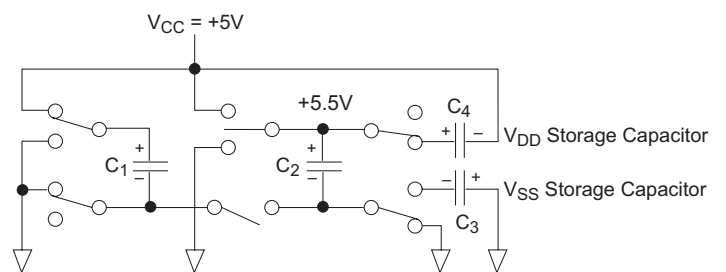 V_CC = +5V
+5.5V
C_4
+ −
V_DD Storage Capacitor
+
C_1
−
+
C_2
−
− +
V_SS Storage Capacitor
C_3